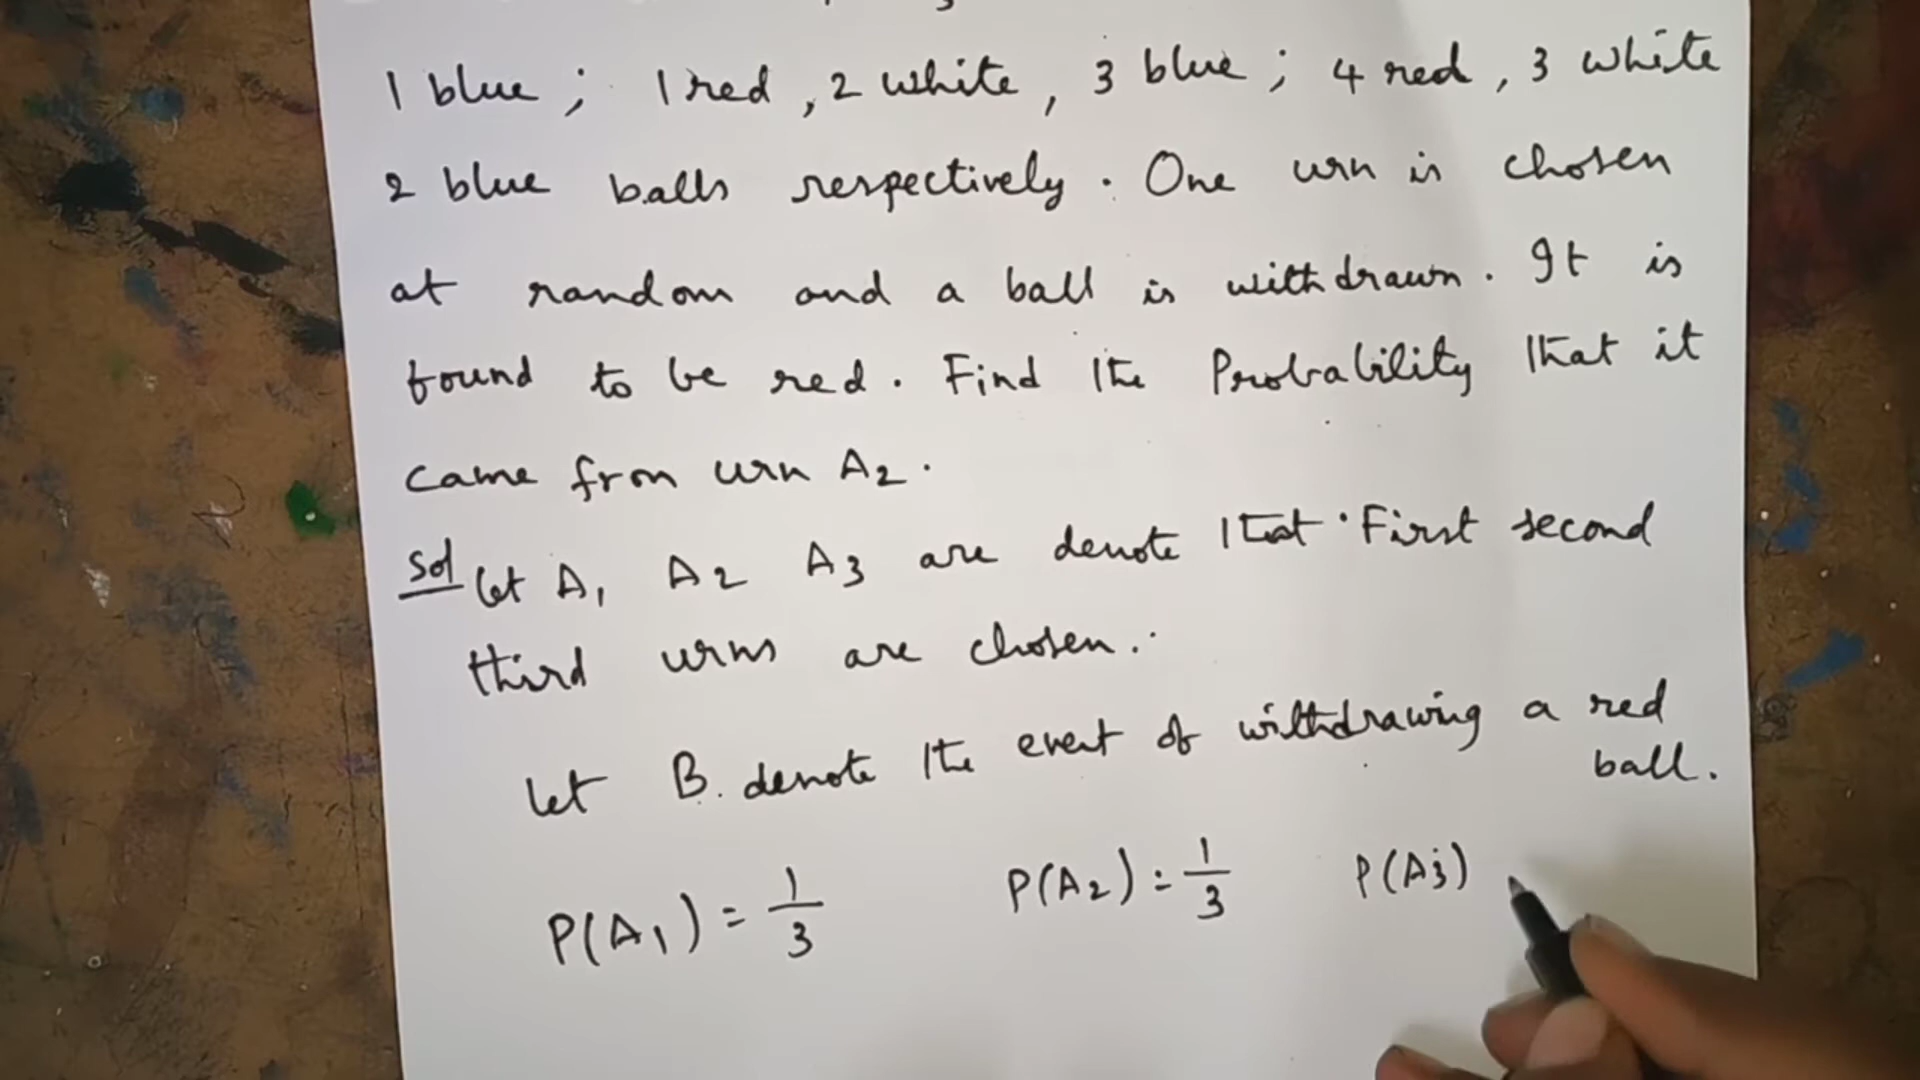 1 blue ; 1 red , 2 white , 3 blue ; 4 red , 3 white
2 blue balls respectively . One urn is chosen
at random and a ball is withdrawn . It is
found to be red . Find the Probability that it
came from urn A2 .
Sol let A1 A2 A3 are denote that First second
third urns are chosen .
let B. denote the event of withdrawing a red
ball .
P(A1) = 1/3 P(A2) = 1/3 P(A3)